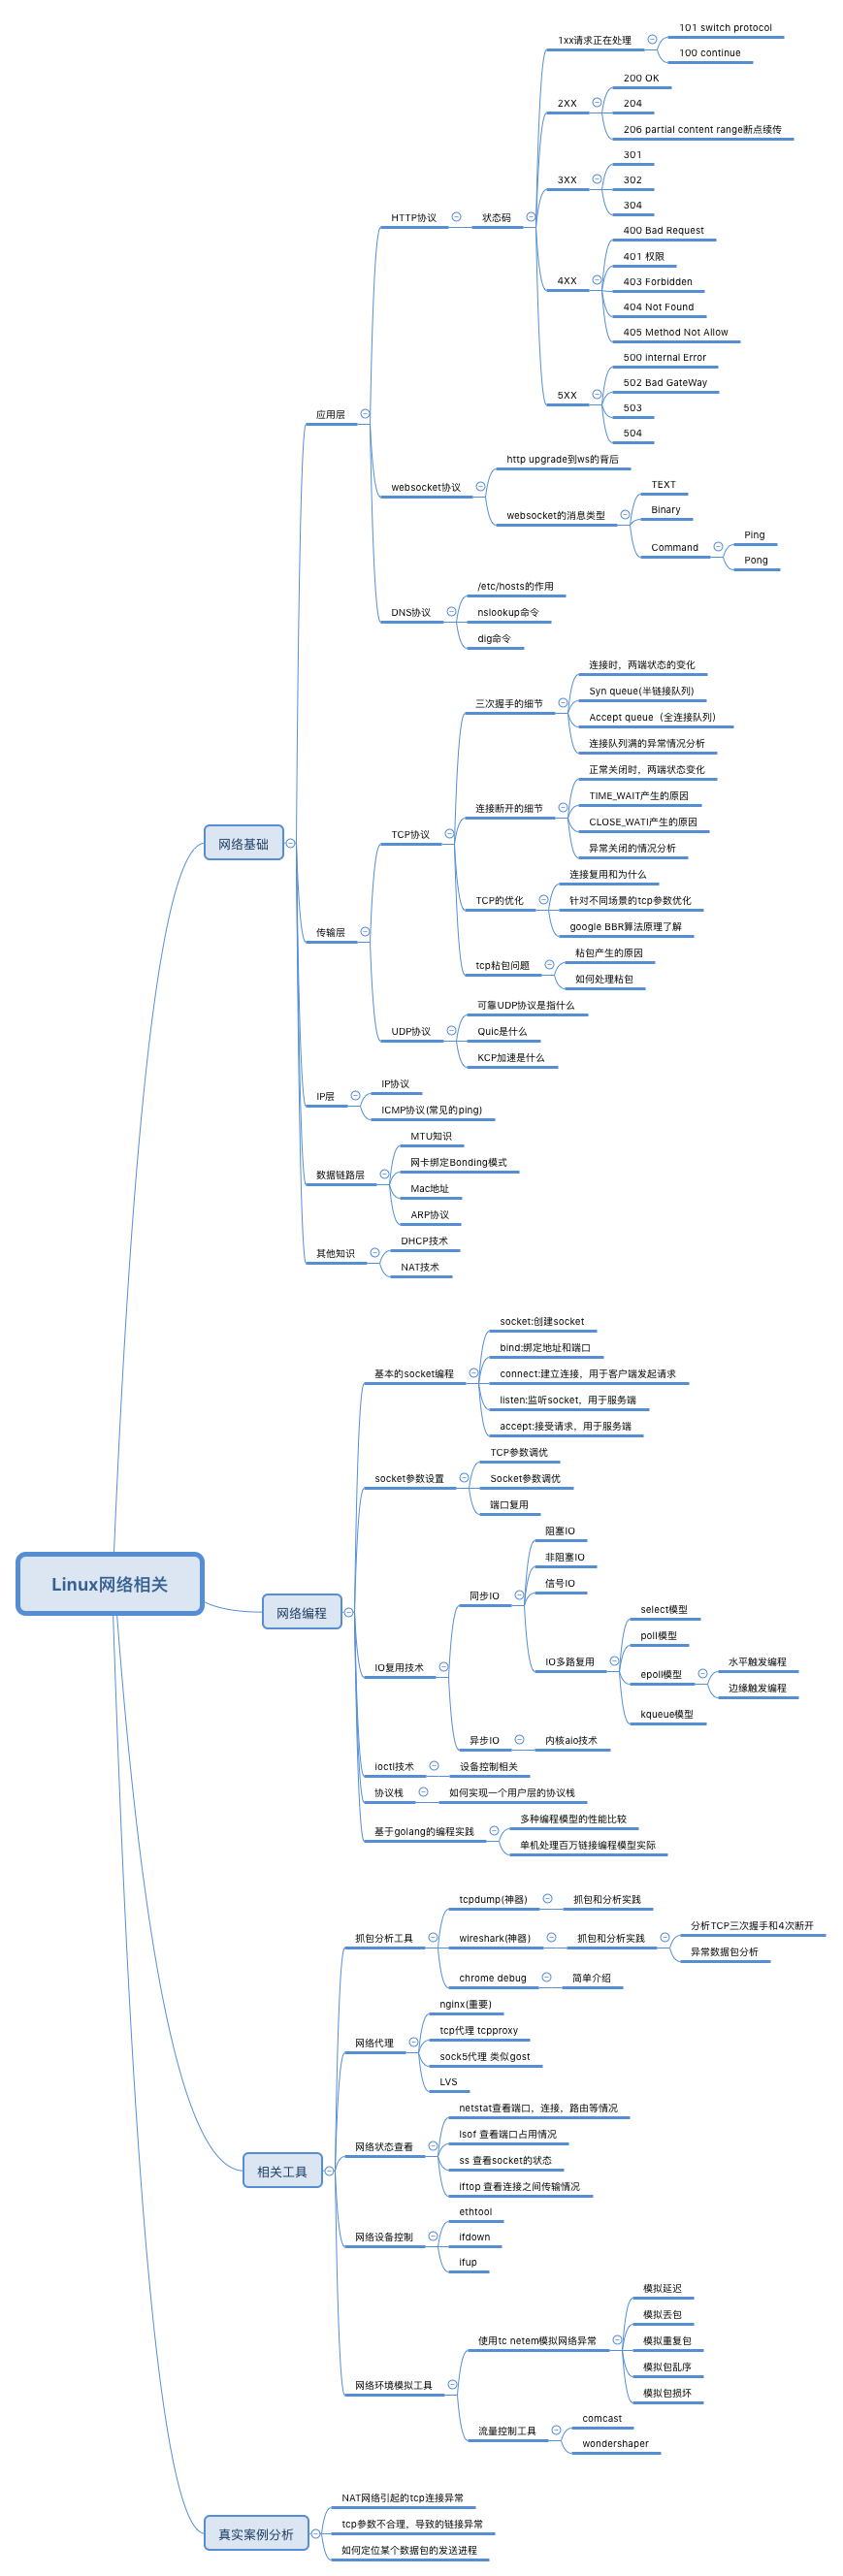 Linux网络相关
网络基础
应用层
HTTP协议
状态码
1xx请求正在处理
101 switch protocol
100 continue
2XX
200 OK
204
206 partial content range断点续传
3XX
301
302
304
4XX
400 Bad Request
401 权限
403 Forbidden
404 Not Found
405 Method Not Allow
5XX
500 internal Error
502 Bad GateWay
503
504
websocket协议
http upgrade到ws的背后
websocket的消息类型
TEXT
Binary
Command
Ping
Pong
DNS协议
/etc/hosts的作用
nslookup命令
dig命令
传输层
TCP协议
三次握手的细节
连接时，两端状态的变化
Syn queue(半链接队列)
Accept queue（全连接队列)
连接队列满的异常情况分析
连接断开的细节
正常关闭时，两端状态变化
TIME_WAIT产生的原因
CLOSE_WATI产生的原因
异常关闭的情况分析
TCP的优化
连接复用和为什么
针对不同场景的tcp参数优化
google BBR算法原理了解
tcp粘包问题
粘包产生的原因
如何处理粘包
UDP协议
可靠UDP协议是指什么
Quic是什么
KCP加速是什么
IP层
IP协议
ICMP协议(常见的ping)
数据链路层
MTU知识
网卡绑定Bonding模式
Mac地址
ARP协议
其他知识
DHCP技术
NAT技术
网络编程
基本的socket编程
socket:创建socket
bind:绑定地址和端口
connect:建立连接，用于客户端发起请求
listen:监听socket，用于服务端
accept:接受请求，用于服务端
socket参数设置
TCP参数调优
Socket参数调优
端口复用
IO复用技术
同步IO
阻塞IO
非阻塞IO
信号IO
IO多路复用
select模型
poll模型
epoll模型
水平触发编程
边缘触发编程
kqueue模型
异步IO
内核aio技术
ioctl技术
设备控制相关
协议栈
如何实现一个用户层的协议栈
基于golang的编程实践
多种编程模型的性能比较
单机处理百万链接编程模型实际
相关工具
抓包分析工具
tcpdump(神器)
抓包和分析实践
wireshark(神器)
抓包和分析实践
分析TCP三次握手和4次断开
异常数据包分析
chrome debug
简单介绍
网络代理
nginx(重要)
tcp代理 tcpproxy
sock5代理 类似gost
LVS
网络状态查看
netstat查看端口，连接，路由等情况
lsof 查看端口占用情况
ss 查看socket的状态
iftop 查看连接之间传输情况
网络设备控制
ethtool
ifdown
ifup
网络环境模拟工具
使用tc netem模拟网络异常
模拟延迟
模拟丢包
模拟重复包
模拟包乱序
模拟包损坏
流量控制工具
comcast
wondershaper
真实案例分析
NAT网络引起的tcp连接异常
tcp参数不合理，导致的链接异常
如何定位某个数据包的发送进程